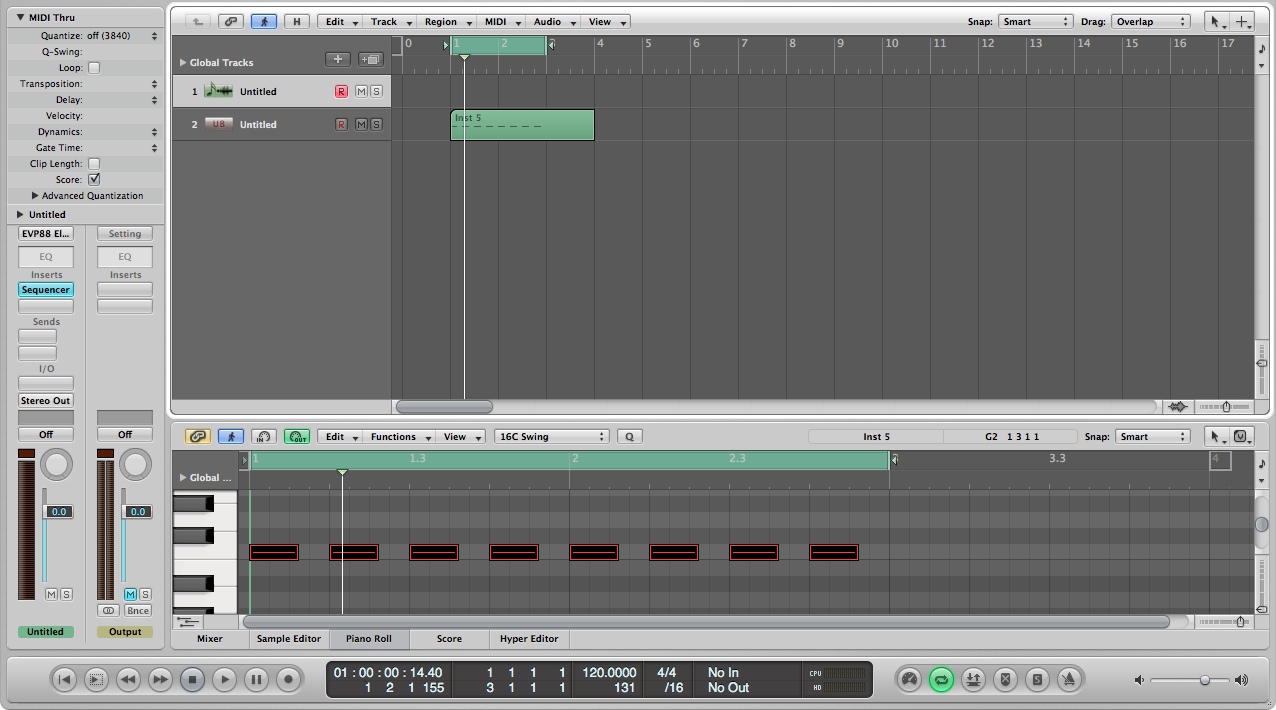 MIDI Thru
Quantize: off (3840)
Q-Swing:
Loop:
Transposition:
Delay:
Velocity:
Dynamics:
Gate Time:
Clip Length:
Score:
Advanced Quantization
Untitled
EVP88 El... Setting
EQ EQ
Inserts Inserts
Sequencer
Sends
I/O
Stereo Out
Off Off
0.0 0.0
M S M S
Bnce
Untitled Output
H Edit Track Region MIDI Audio View Snap: Smart Drag: Overlap
0 1 2 3 4 5 6 7 8 9 10 11 12 13 14 15 16 17
Global Tracks
1 Untitled R M S
2 UB Untitled R M S
Inst 5
OUT Edit Functions View 16C Swing Q Inst 5 G2 1 3 1 1 Snap: Smart
1 1.3 2 2.3 3 3.3 4
Global ...
Mixer Sample Editor Piano Roll Score Hyper Editor
01 : 00 : 00 : 14.40 1 1 1 1 120.0000 4/4 No In CPU
1 2 1 155 3 1 1 1 131 /16 No Out HD
S